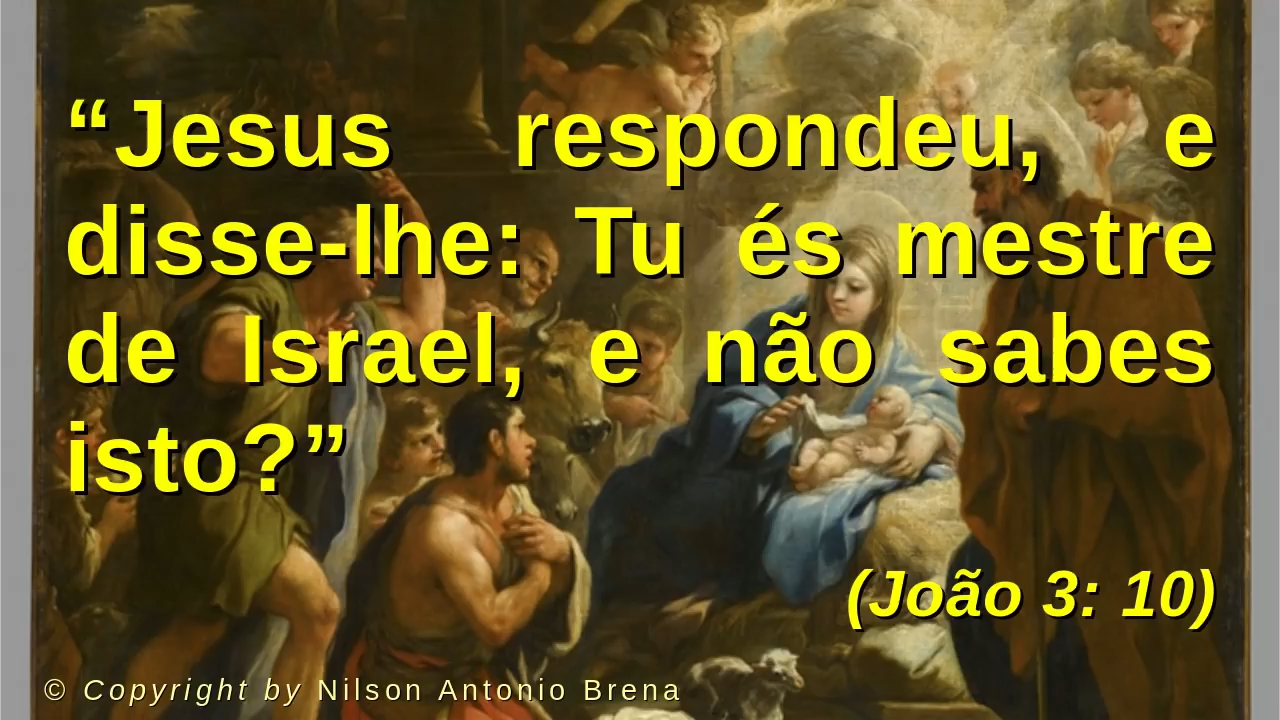 “Jesus respondeu, e
disse-lhe: Tu és mestre
de Israel, e não sabes
isto?”
(João 3: 10)
© Copyright by Nilson Antonio Brena